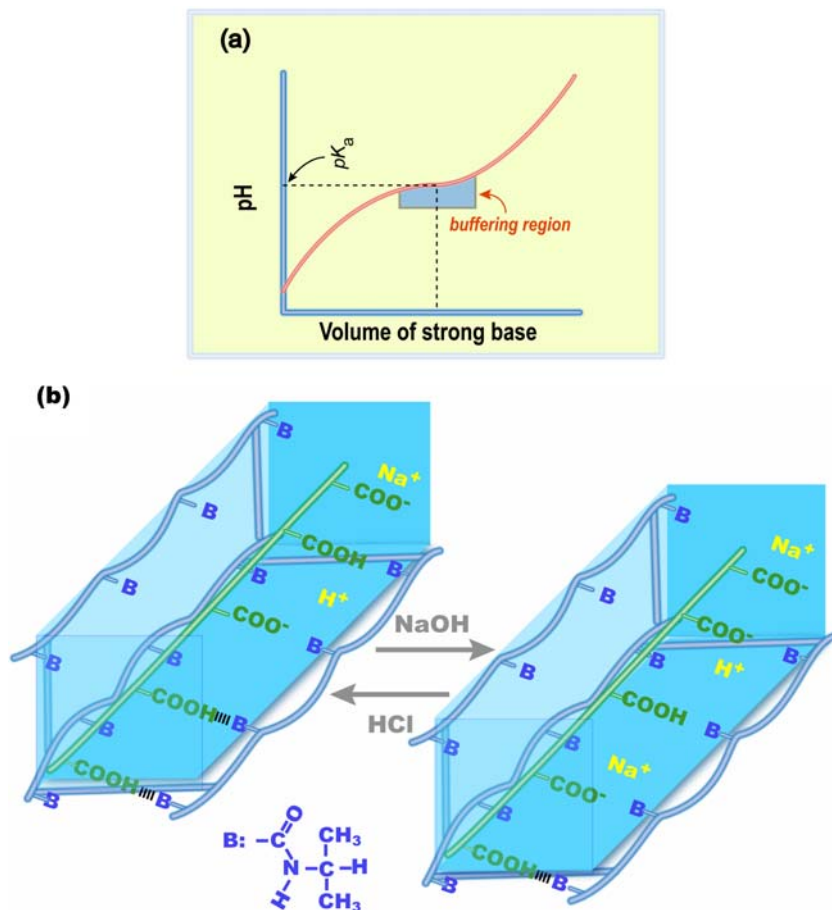 (a)
pKa
pH
buffering region
Volume of strong base
(b)
B
Na+
COO-
B
COOH
B
B
B
H+
COO-
B
B
B
COOH
B
B
COOH
B
B
NaOH
HCl
B
Na+
COO-
B
COO-
B
B
B
H+
COOH
B
B
B
Na+
COO-
B
B
B
COOH
B
B
B: -C
O
N
H
CH3
C-H
CH3